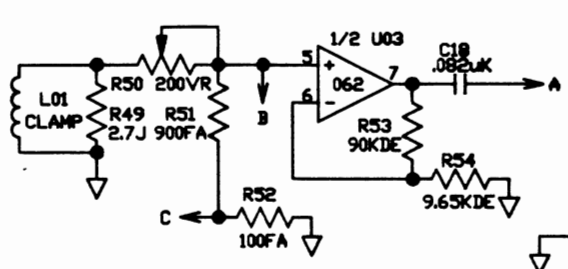 1/2 U03
C18
.082uK
5
+
062
7
A
6
-
R50
200VR
L01
CLAMP
R49
2.7J
R51
900FA
B
R53
90KDE
R54
9.65KDE
C
R52
100FA